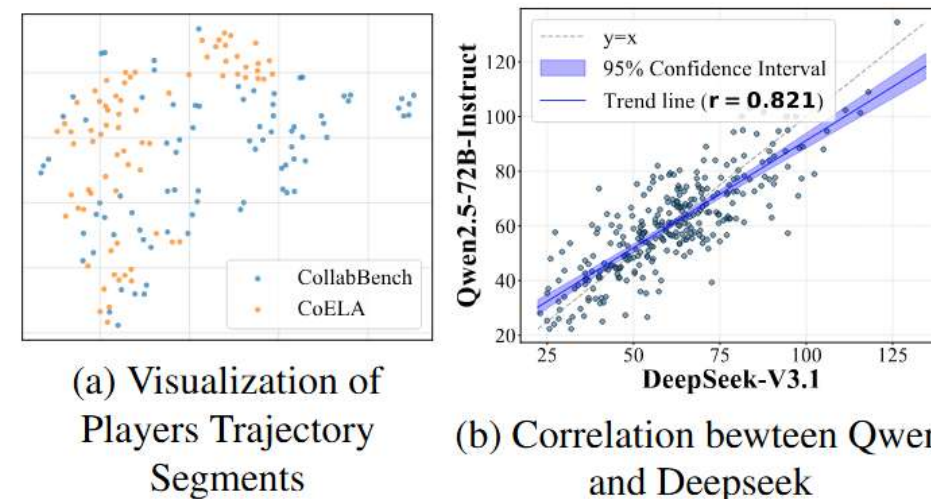 CollabBench
CoELA
(a) Visualization of
Players Trajectory
Segments
y=x
95% Confidence Interval
Trend line (r = 0.821)
Qwen2.5-72B-Instruct
120
100
80
60
40
20
25
50
75
100
125
DeepSeek-V3.1
(b) Correlation bewteen Qwen
and Deepseek